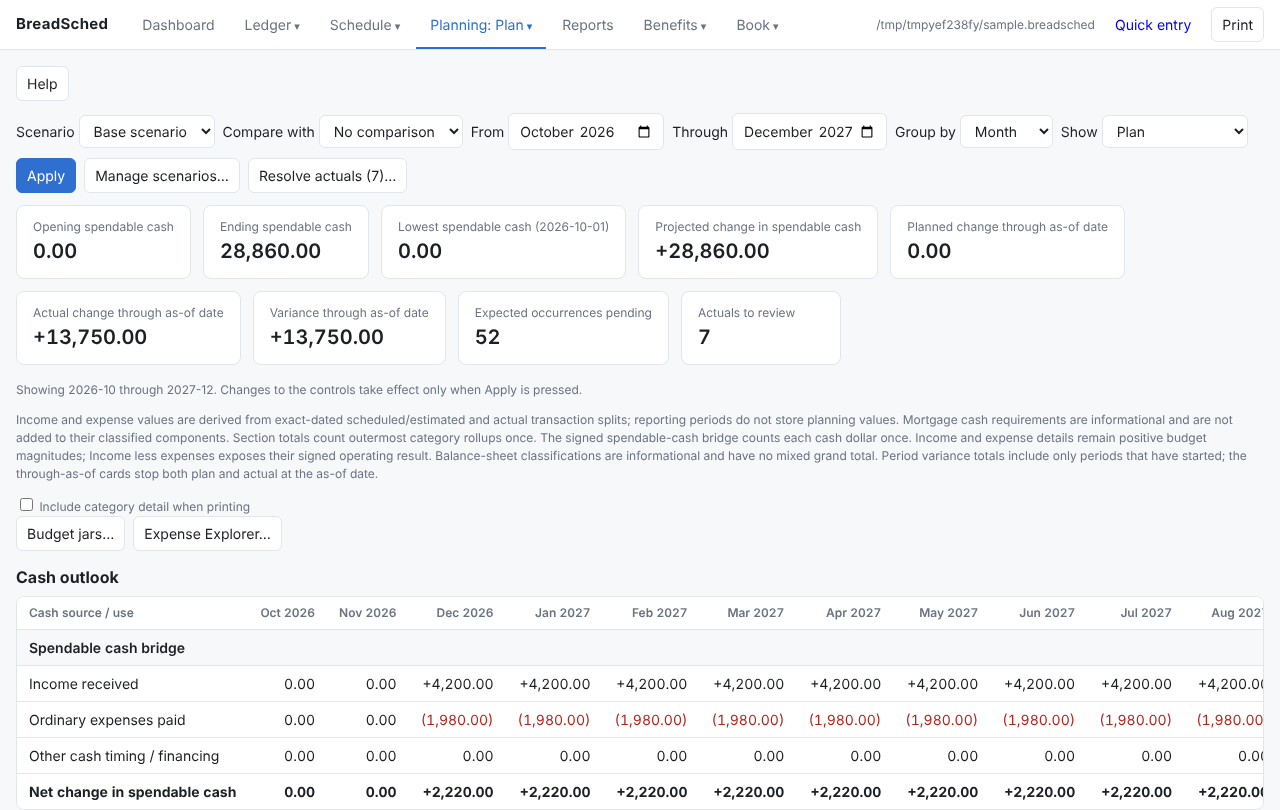 BreadSched Dashboard Ledger ▾ Schedule ▾ Planning: Plan ▾ Reports Benefits ▾ Book ▾ /tmp/tmpyef238fy/sample.breadsched Quick entry Print
Help
Scenario Base scenario Compare with No comparison From October 2026 Through December 2027 Group by Month Show Plan
Apply Manage scenarios... Resolve actuals (7)...
Opening spendable cash Ending spendable cash Lowest spendable cash (2026-10-01) Projected change in spendable cash Planned change through as-of date
0.00 28,860.00 0.00 +28,860.00 0.00
Actual change through as-of date Variance through as-of date Expected occurrences pending Actuals to review
+13,750.00 +13,750.00 52 7
Showing 2026-10 through 2027-12. Changes to the controls take effect only when Apply is pressed.
Income and expense values are derived from exact-dated scheduled/estimated and actual transaction splits; reporting periods do not store planning values. Mortgage cash requirements are informational and are not
added to their classified components. Section totals count outermost category rollups once. The signed spendable-cash bridge counts each cash dollar once. Income and expense details remain positive budget
magnitudes; Income less expenses exposes their signed operating result. Balance-sheet classifications are informational and have no mixed grand total. Period variance totals include only periods that have started; the
through-as-of cards stop both plan and actual at the as-of date.
Include category detail when printing
Budget jars... Expense Explorer...
Cash outlook
Cash source / use Oct 2026 Nov 2026 Dec 2026 Jan 2027 Feb 2027 Mar 2027 Apr 2027 May 2027 Jun 2027 Jul 2027 Aug 2027
Spendable cash bridge
Income received 0.00 0.00 +4,200.00 +4,200.00 +4,200.00 +4,200.00 +4,200.00 +4,200.00 +4,200.00 +4,200.00 +4,200.00
Ordinary expenses paid 0.00 0.00 (1,980.00) (1,980.00) (1,980.00) (1,980.00) (1,980.00) (1,980.00) (1,980.00) (1,980.00) (1,980.00
Other cash timing / financing 0.00 0.00 0.00 0.00 0.00 0.00 0.00 0.00 0.00 0.00 0.00
Net change in spendable cash 0.00 0.00 +2,220.00 +2,220.00 +2,220.00 +2,220.00 +2,220.00 +2,220.00 +2,220.00 +2,220.00 +2,220.00